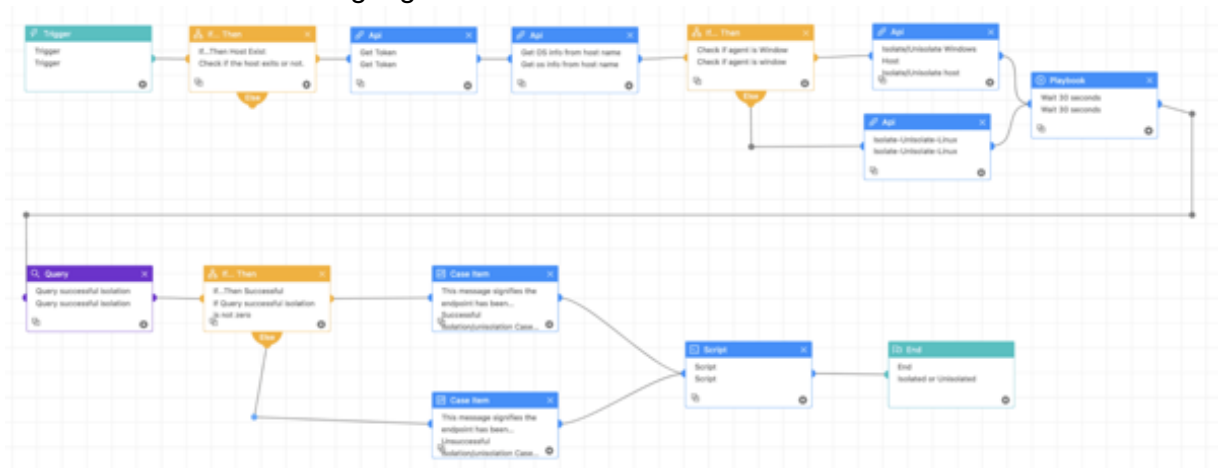 Trigger
Trigger
Trigger
If... Then
If...Then Host Exist
Check if the host exits or not.
Else
Api
Get Token
Get Token
Api
Get OS info from host name
Get os info from host name
If... Then
Check if agent is Window
Check if agent is window
Else
Api
Isolate/Unisolate Windows
Host
Isolate/Unisolate host
Api
Isolate-Unisolate-Linux
Isolate-Unisolate-Linux
Playbook
Wait 30 seconds
Wait 30 seconds
Query
Query successful isolation
Query successful isolation
If... Then
If...Then Successful
If Query successful isolation
is not zero
Else
Case Item
This message signifies the
endpoint has been...
Successful
isolation/unisolation Case...
Case Item
This message signifies the
endpoint has been...
Unsuccessful
isolation/unisolation Case...
Script
Script
Script
End
End
Isolated or Unisolated